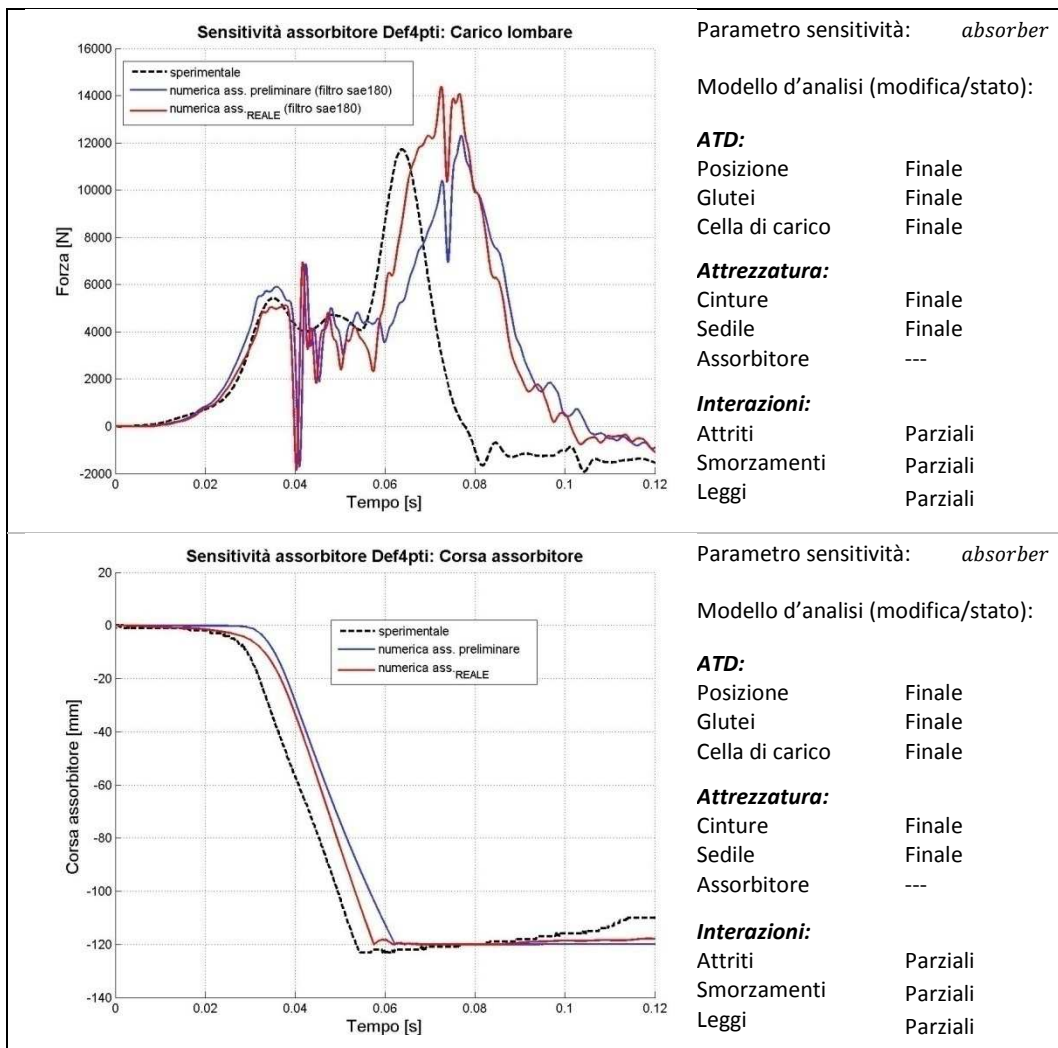 Sensitività assorbitore Def4pti: Carico lombare
16000
14000
12000
10000
8000
6000
4000
2000
0
-2000
Forza [N]
sperimentale
numerica ass. preliminare (filtro sae180)
numerica ass.REALE (filtro sae180)
0 0.02 0.04 0.06 0.08 0.1 0.12
Tempo [s]
Parametro sensitività: absorber
Modello d'analisi (modifica/stato):
ATD:
Posizione Finale
Glutei Finale
Cella di carico Finale
Attrezzatura:
Cinture Finale
Sedile Finale
Assorbitore ---
Interazioni:
Attriti Parziali
Smorzamenti Parziali
Leggi Parziali
Sensitività assorbitore Def4pti: Corsa assorbitore
20
0
-20
-40
-60
-80
-100
-120
-140
Corsa assorbitore [mm]
sperimentale
numerica ass. preliminare
numerica ass.REALE
0 0.02 0.04 0.06 0.08 0.1 0.12
Tempo [s]
Parametro sensitività: absorber
Modello d'analisi (modifica/stato):
ATD:
Posizione Finale
Glutei Finale
Cella di carico Finale
Attrezzatura:
Cinture Finale
Sedile Finale
Assorbitore ---
Interazioni:
Attriti Parziali
Smorzamenti Parziali
Leggi Parziali